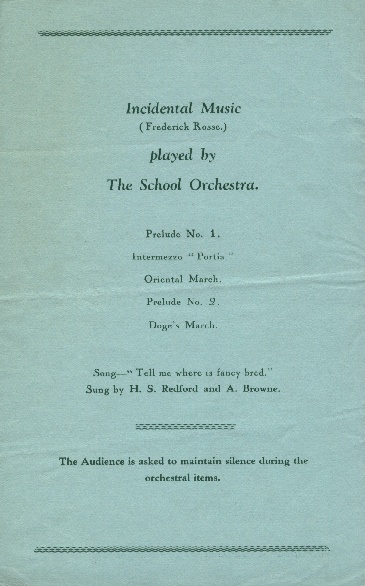 Incidental Music
(Frederick Rosse.)
played by
The School Orchestra.
Prelude No. 1.
Intermezzo " Portia "
Oriental March.
Prelude No. 2.
Doge's March.
Song—" Tell me where is fancy bred."
Sung by H. S. Redford and A. Browne.
The Audience is asked to maintain silence during the
orchestral items.